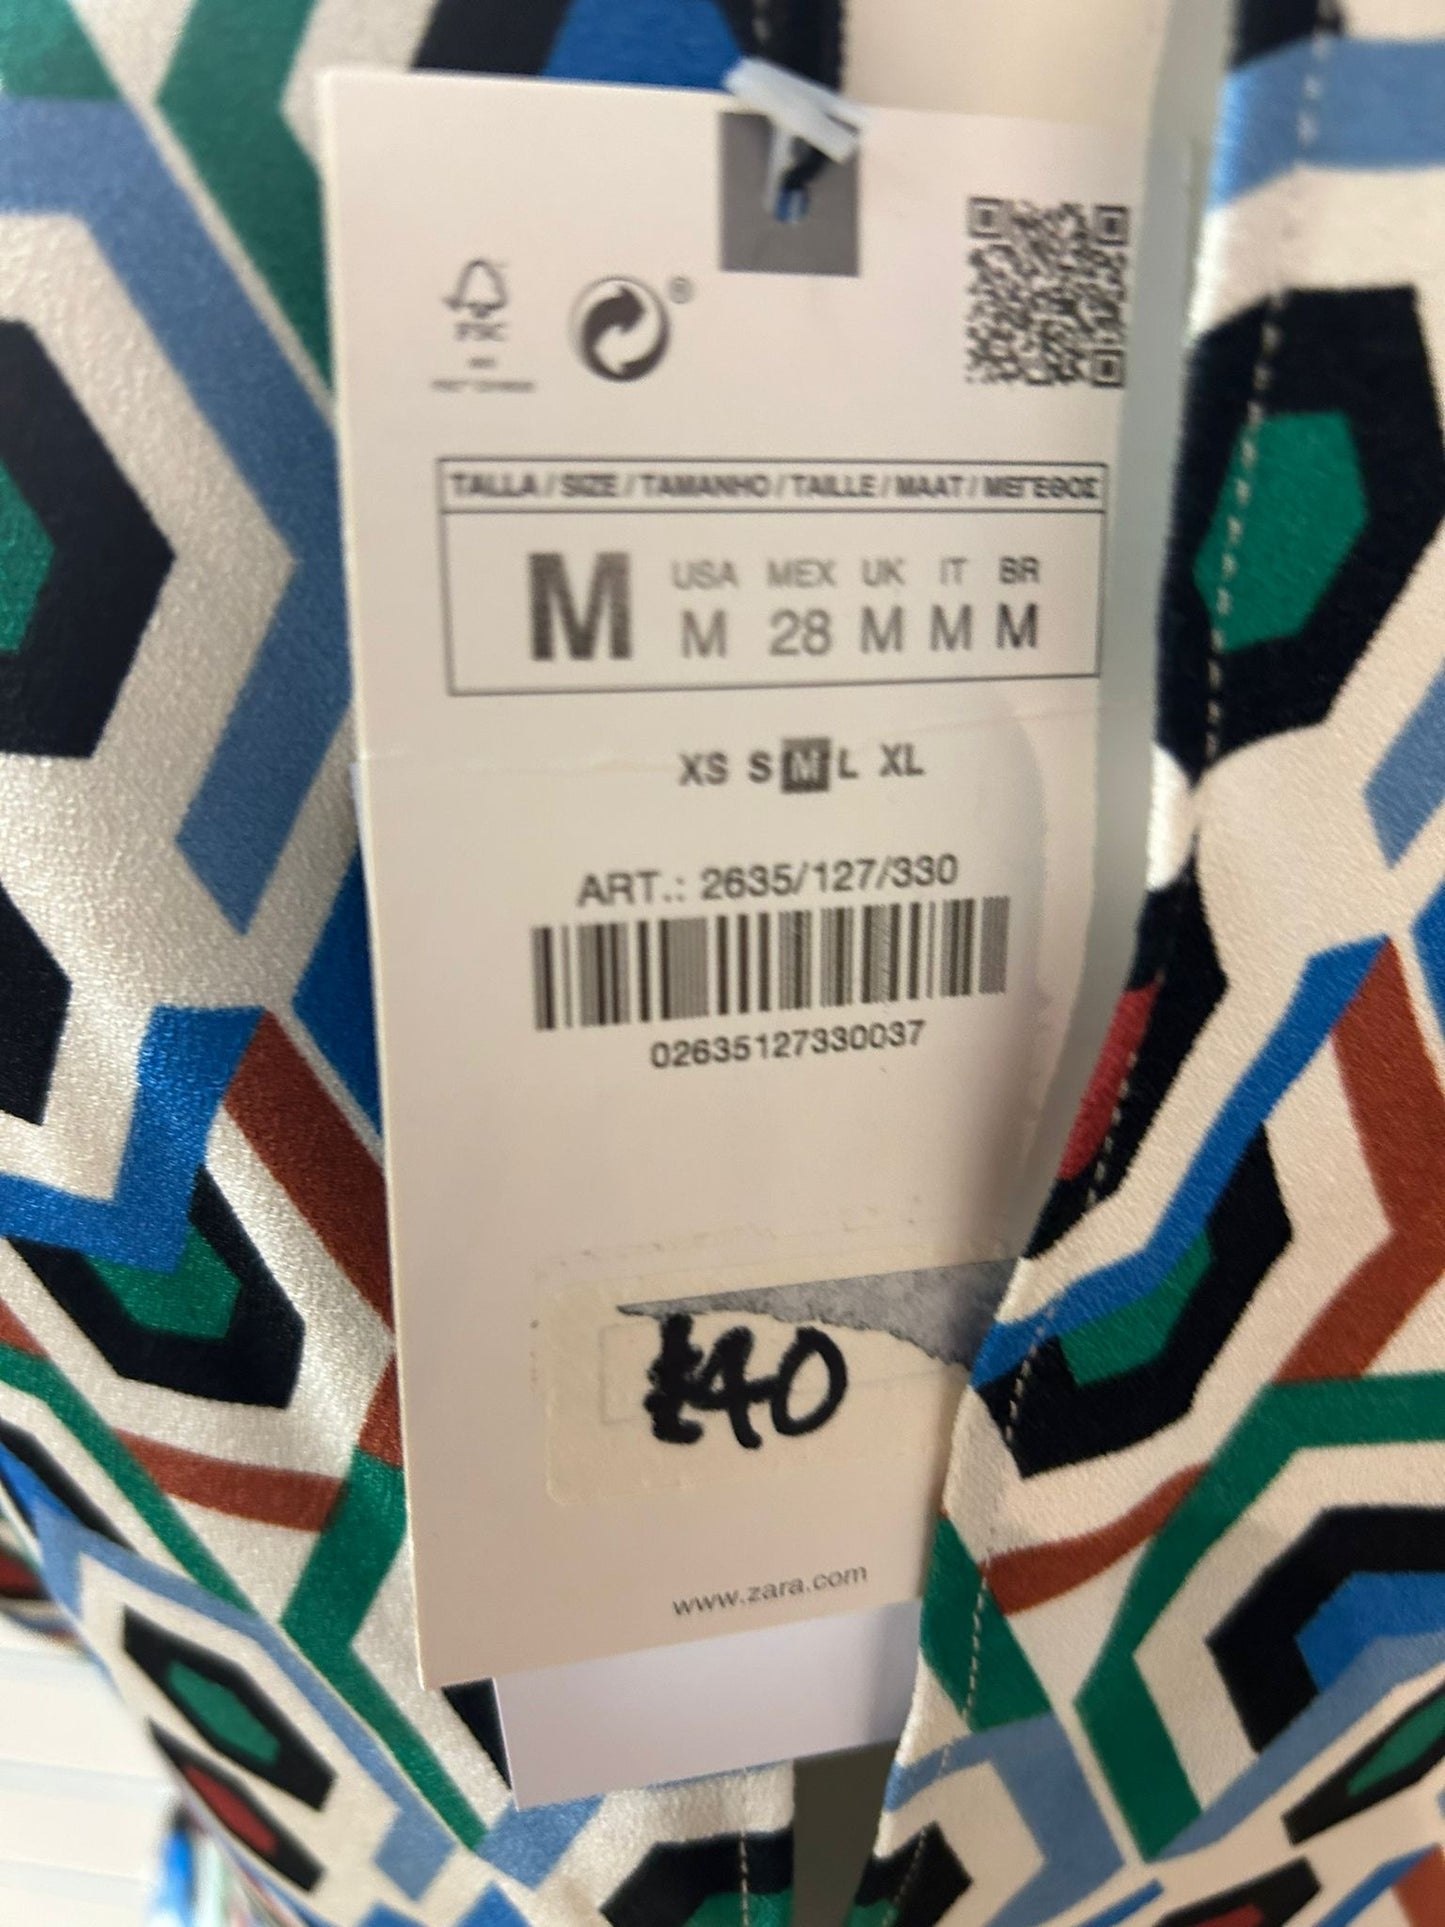 FSC
®
TALLA / SIZE / TAMANHO / TAILLE / MAAT / ΜΕΓΕΘΟΣ
M USA MEX UK IT BR
M 28 M M M
XS S M L XL
ART.: 2635/127/330
02635127330037
£40
www.zara.com